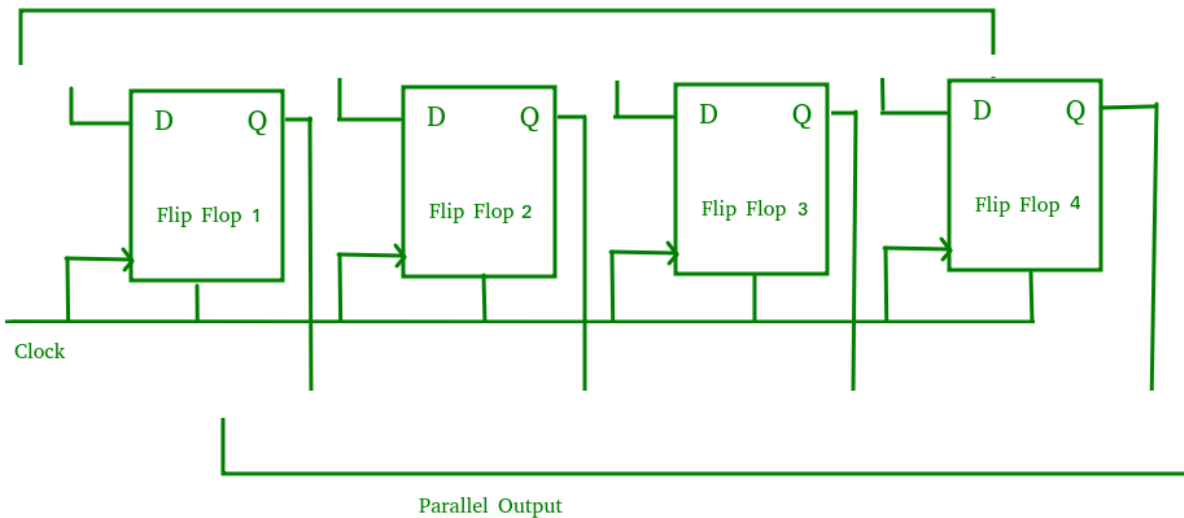 D Q
Flip Flop 1
D Q
Flip Flop 2
D Q
Flip Flop 3
D Q
Flip Flop 4
Clock
Parallel Output